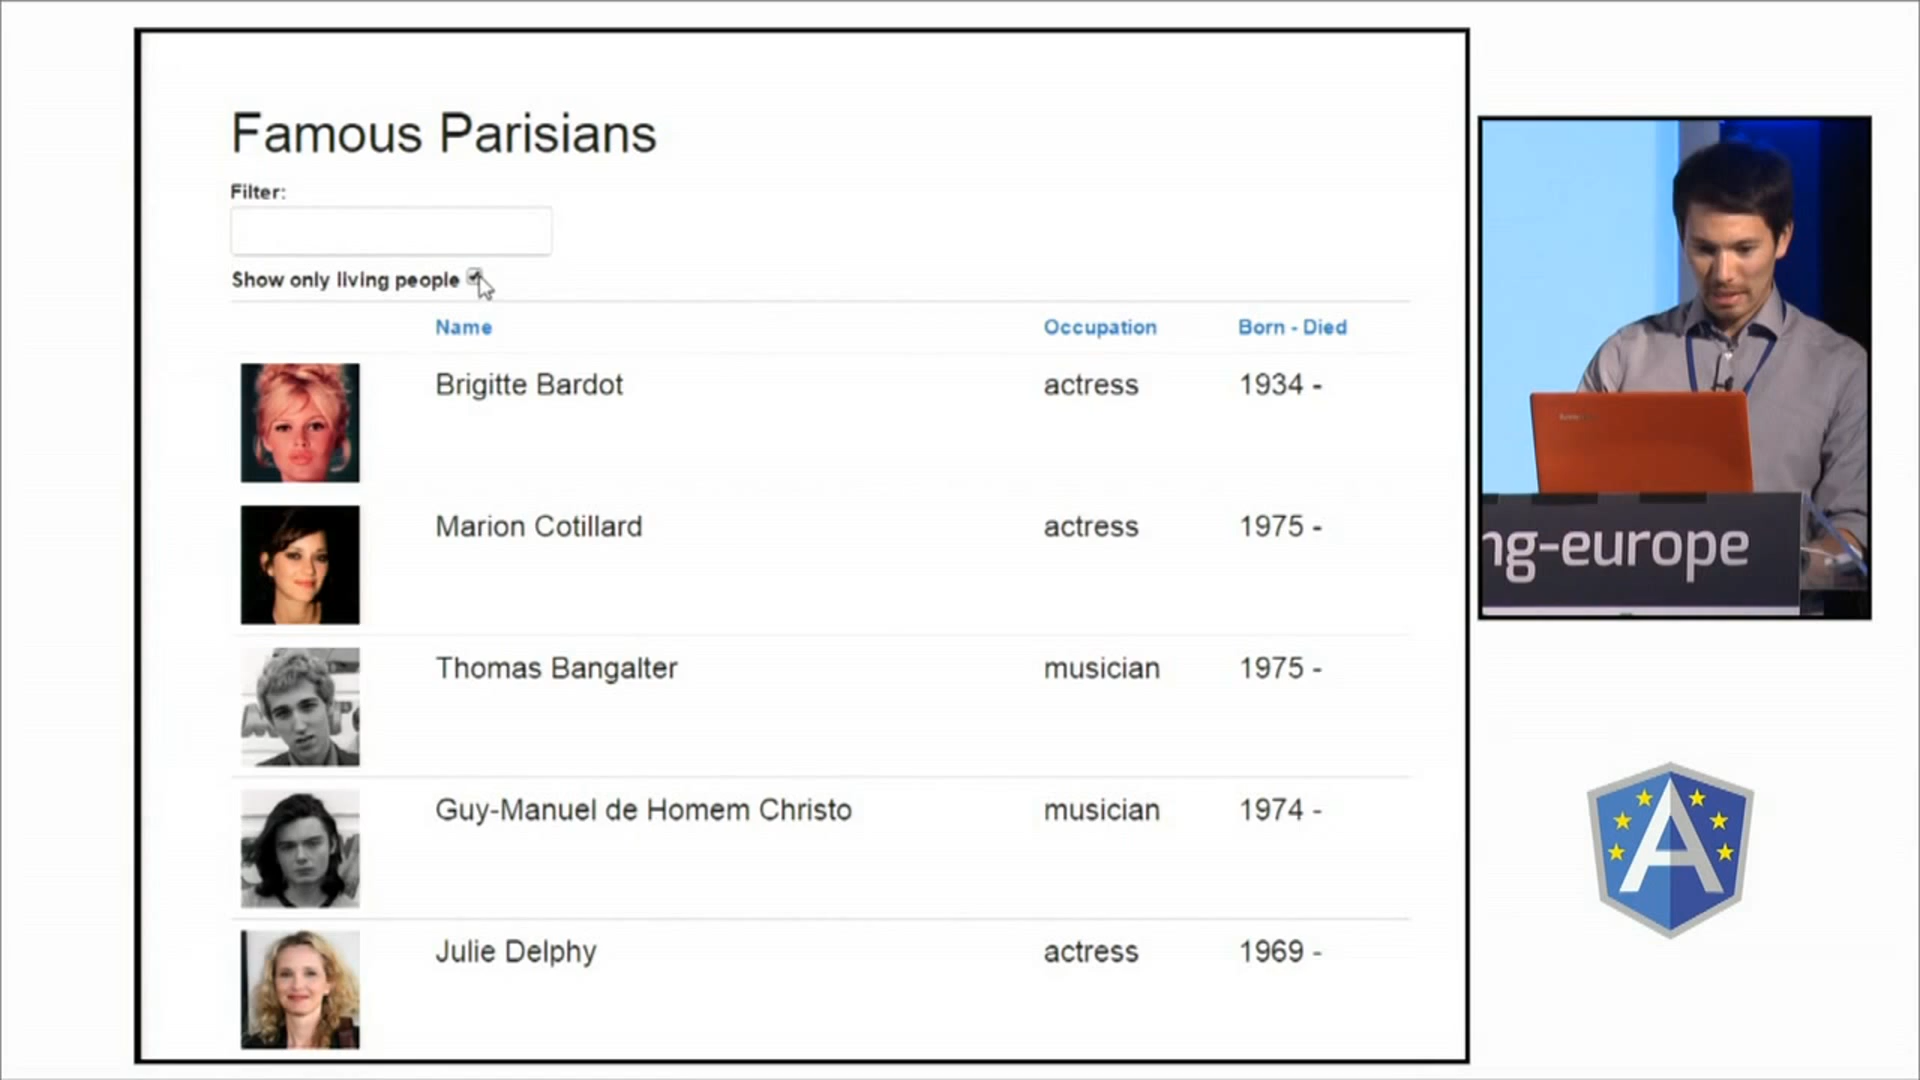 Famous Parisians
Filter:
Show only living people
Name Occupation Born - Died
Brigitte Bardot actress 1934 -
Marion Cotillard actress 1975 -
Thomas Bangalter musician 1975 -
Guy-Manuel de Homem Christo musician 1974 -
Julie Delphy actress 1969 -
ng-europe
A